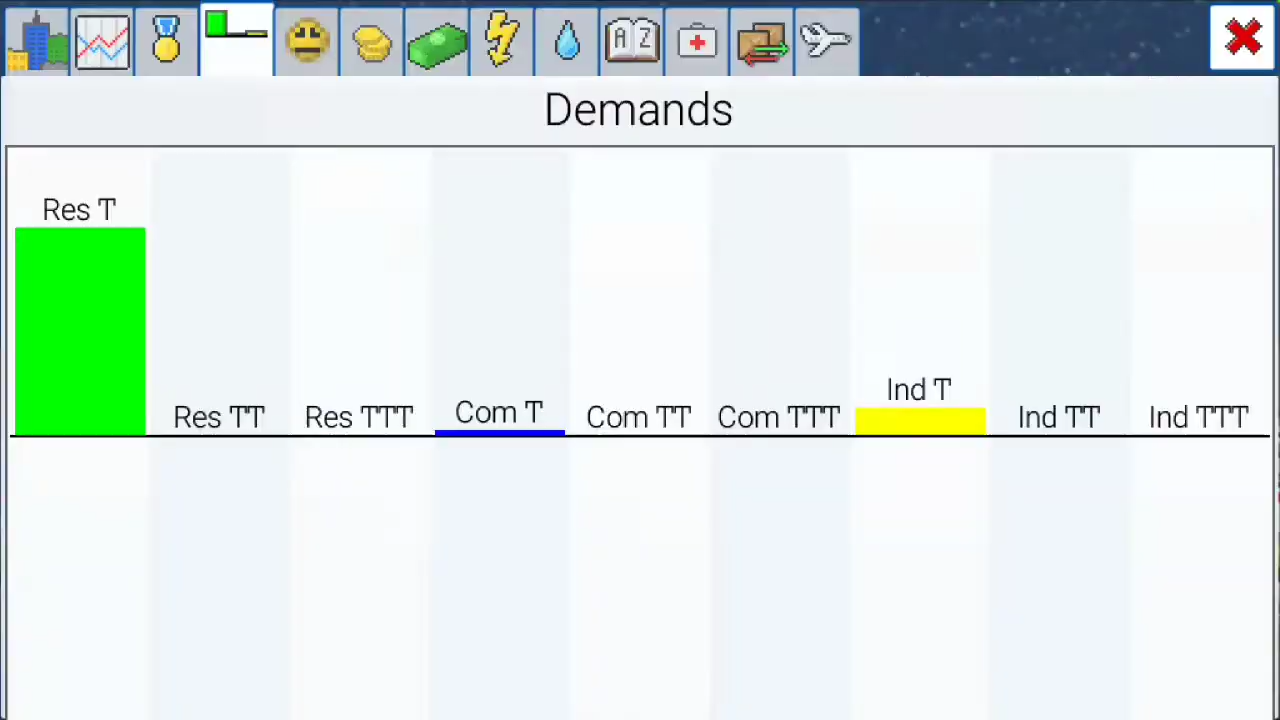 A Z
Demands
Res T
Res TT
Res TTT
Com T
Com TT
Com TTT
Ind T
Ind TT
Ind TTT